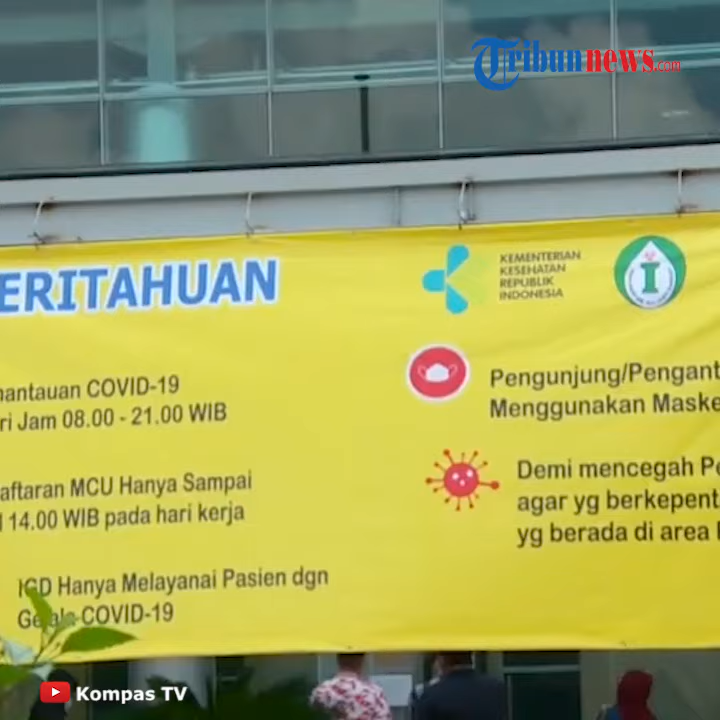 Tribunnews.com
ERITAHUAN
KEMENTERIAN
KESEHATAN
REPUBLIK
INDONESIA
I
nantauan COVID-19
ri Jam 08.00 - 21.00 WIB
aftaran MCU Hanya Sampai
14.00 WIB pada hari kerja
IGD Hanya Melayanai Pasien dgn
Gejala COVID-19
Pengunjung/Pengant
Menggunakan Maske
Demi mencegah Pe
agar yg berkepent
yg berada di area
Kompas TV